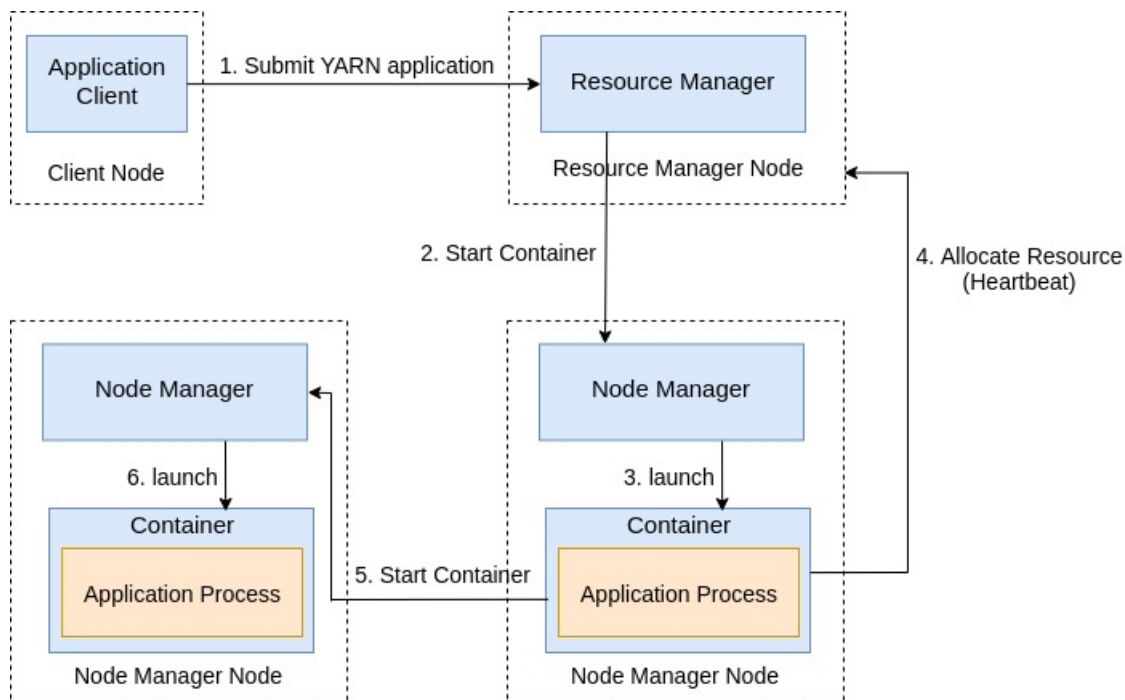 Application
Client
1. Submit YARN application
Resource Manager
Client Node
Resource Manager Node
2. Start Container
4. Allocate Resource
(Heartbeat)
Node Manager
Node Manager
6. launch
3. launch
Container
Container
Application Process
5. Start Container
Application Process
Node Manager Node
Node Manager Node